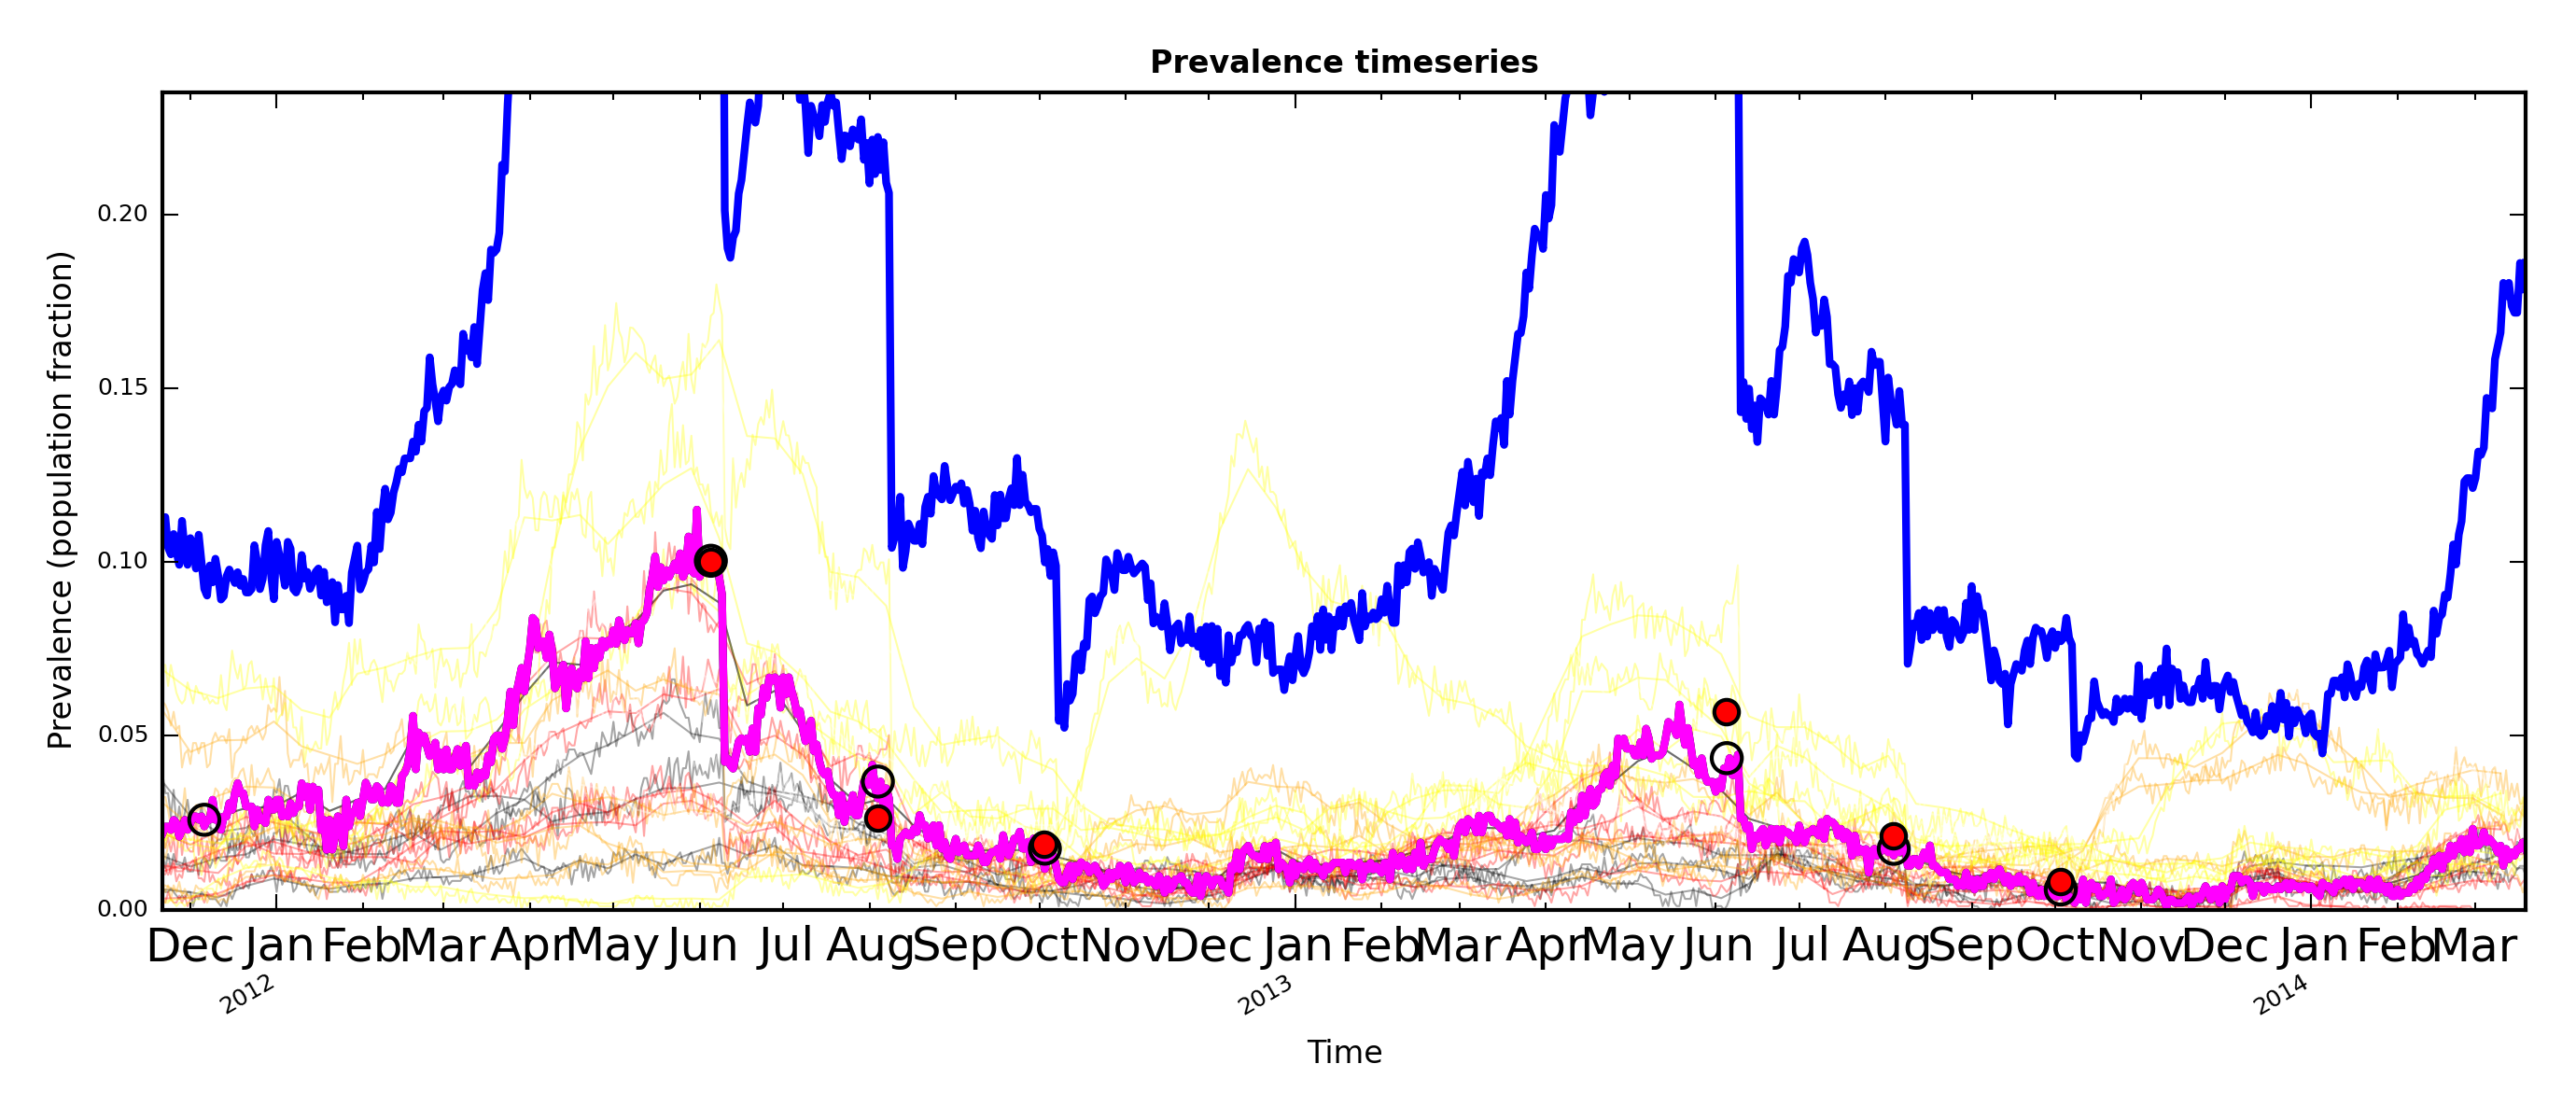 Prevalence timeseries
Prevalence (population fraction)
0.20
0.15
0.10
0.05
0.00
Dec Jan Feb Mar Apr May Jun Jul Aug Sep Oct Nov Dec Jan Feb Mar Apr May Jun Jul Aug Sep Oct Nov Dec Jan Feb Mar
2012 2013 2014
Time